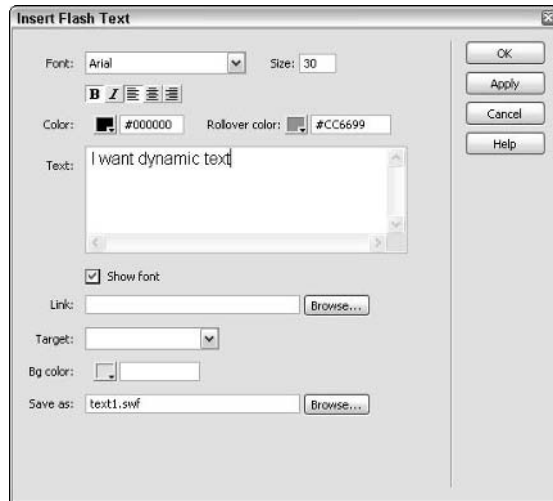 Insert Flash Text
Font: Arial Size: 30
B I
Color: #000000 Rollover color: #CC6699
Text: I want dynamic text
Show font
Link: Browse...
Target:
Bg color:
Save as: text1.swf Browse...
OK
Apply
Cancel
Help